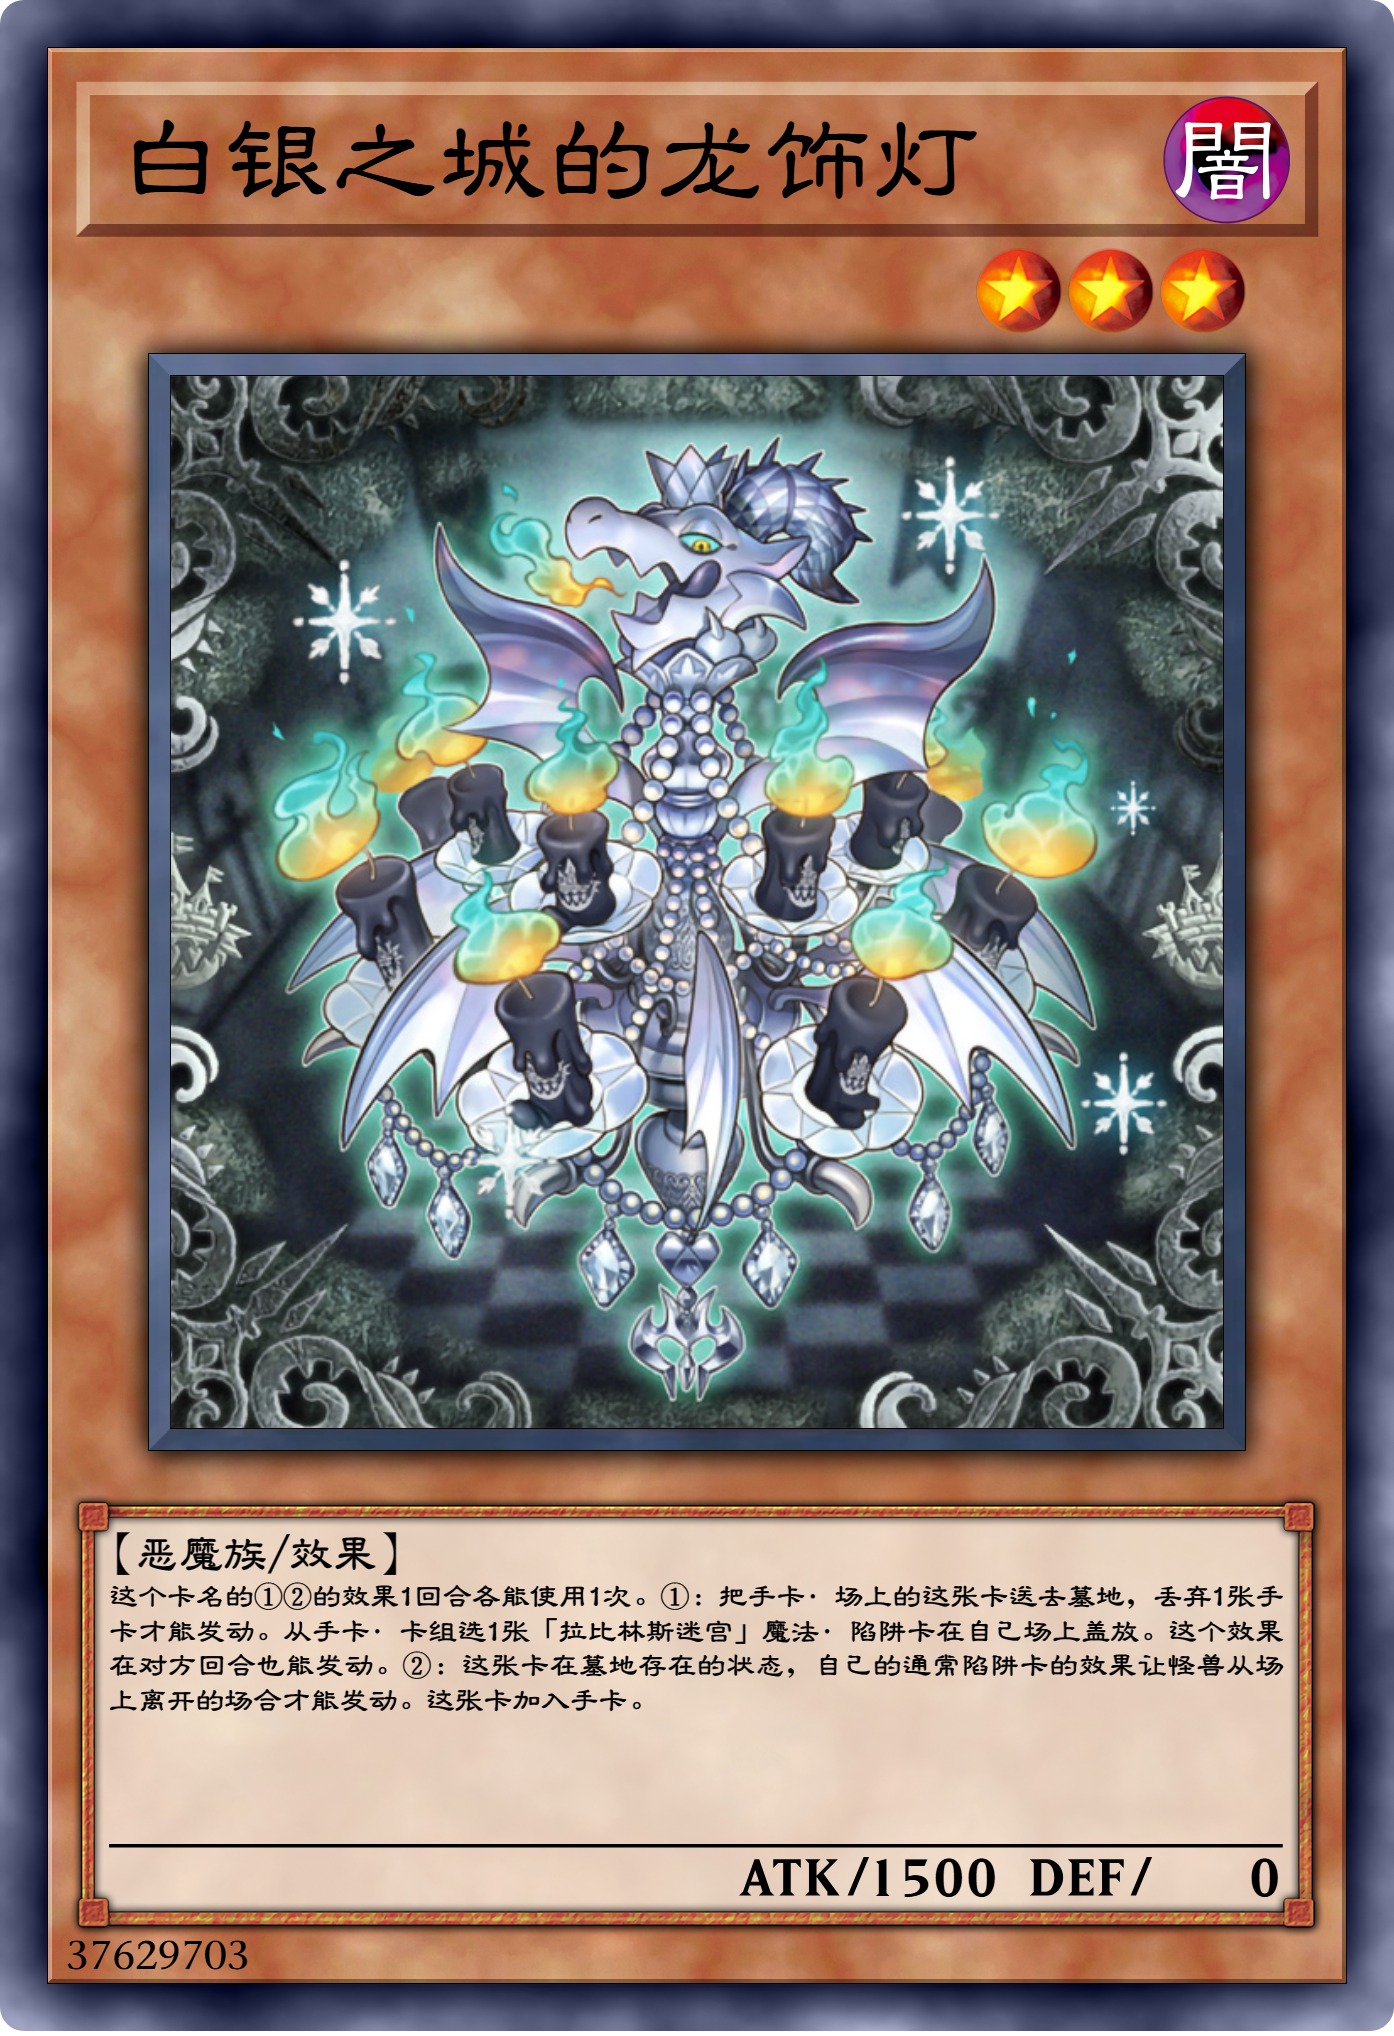 白银之城的龙饰灯
闇
【恶魔族/效果】
这个卡名的①②的效果1回合各能使用1次。①：把手卡·场上的这张卡送去墓地，丢弃1张手
卡才能发动。从手卡·卡组选1张「拉比林斯迷宫」魔法·陷阱卡在自己场上盖放。这个效果
在对方回合也能发动。②：这张卡在墓地存在的状态，自己的通常陷阱卡的效果让怪兽从场
上离开的场合才能发动。这张卡加入手卡。
ATK/1500 DEF/ 0
37629703